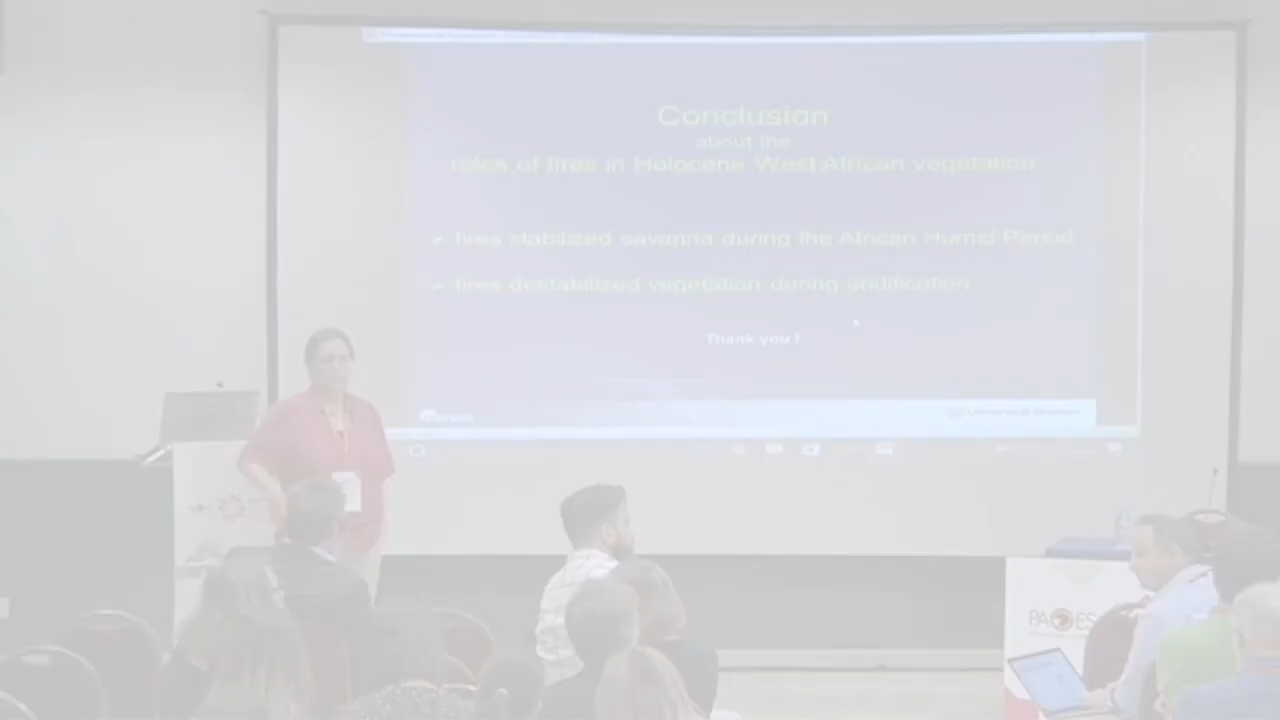 Conclusion
about the
roles of fires in Holocene West African vegetation
➢ fires stabilized savanna during the African Humid Period
➢ fires destabilized vegetation during aridification
Thank you !
PAGES